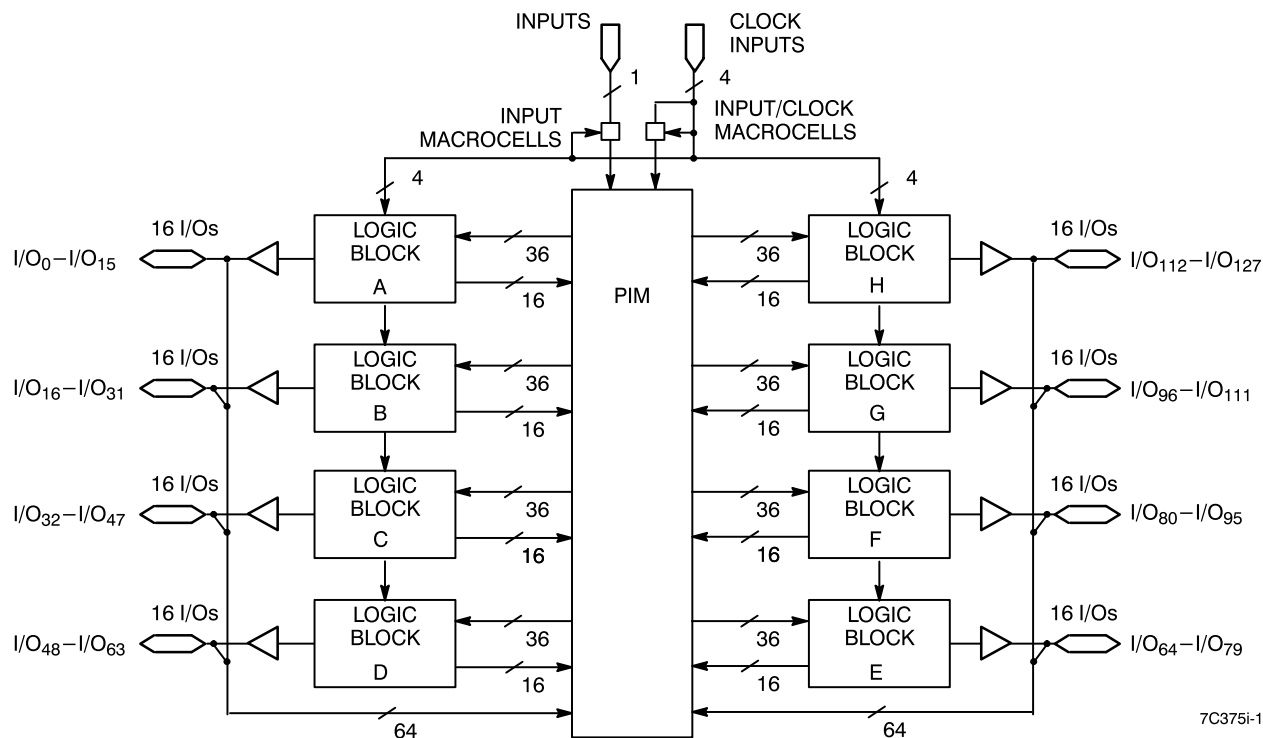 INPUTS
CLOCK
INPUTS
1
4
INPUT
MACROCELLS
INPUT/CLOCK
MACROCELLS
4
4
16 I/Os
I/O0–I/O15
LOGIC
BLOCK
A
36
16
PIM
36
16
LOGIC
BLOCK
H
16 I/Os
I/O112–I/O127
16 I/Os
I/O16–I/O31
LOGIC
BLOCK
B
36
16
36
16
LOGIC
BLOCK
G
16 I/Os
I/O96–I/O111
16 I/Os
I/O32–I/O47
LOGIC
BLOCK
C
36
16
36
16
LOGIC
BLOCK
F
16 I/Os
I/O80–I/O95
16 I/Os
I/O48–I/O63
LOGIC
BLOCK
D
36
16
36
16
LOGIC
BLOCK
E
16 I/Os
I/O64–I/O79
64
64
7C375i-1